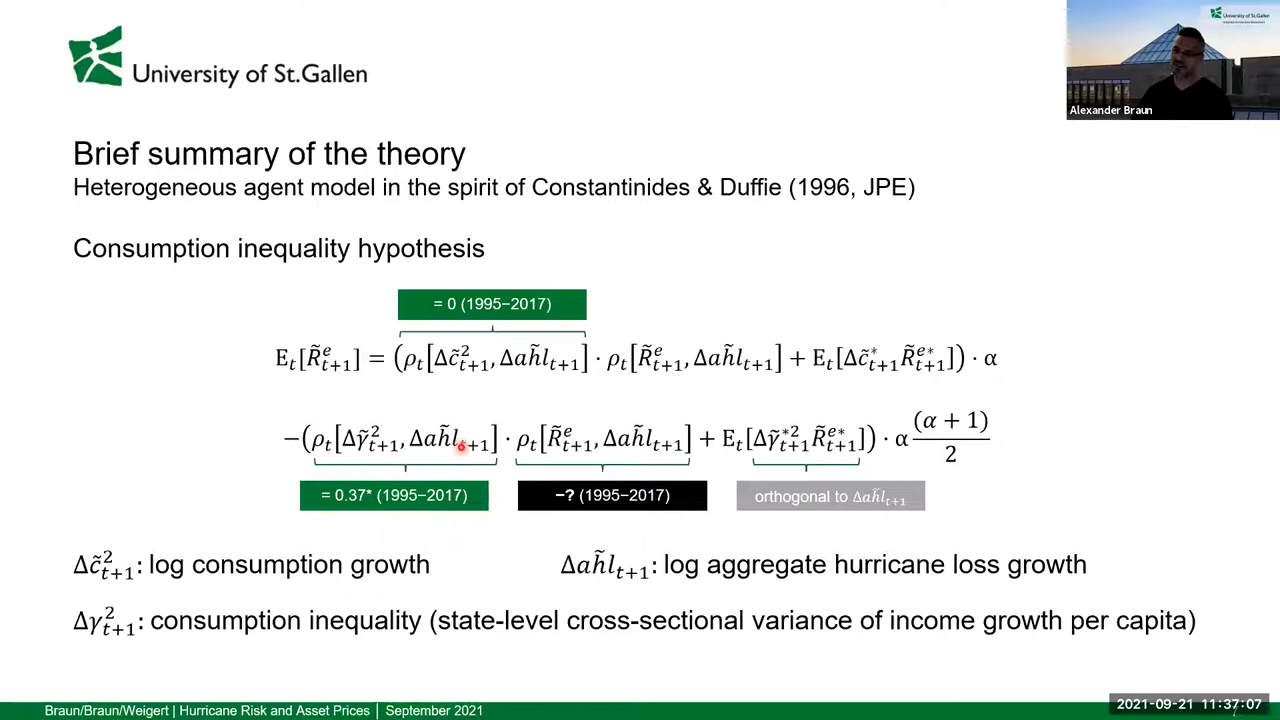 University of St.Gallen
University of St.Gallen
Alexander Braun
Brief summary of the theory
Heterogeneous agent model in the spirit of Constantinides & Duffie (1996, JPE)
Consumption inequality hypothesis
= 0 (1995−2017)
E_t[R̃^e_{t+1}] = (ρ_t[Δc̃^2_{t+1}, Δah̃l_{t+1}] · ρ_t[R̃^e_{t+1}, Δah̃l_{t+1}] + E_t[Δc̃^*_{t+1}R̃^{e*}_{t+1}]) · α
−(ρ_t[Δγ̃^2_{t+1}, Δah̃l_{t+1}] · ρ_t[R̃^e_{t+1}, Δah̃l_{t+1}] + E_t[Δγ̃^{*2}_{t+1}R̃^{e*}_{t+1}]) · α (α + 1)/2
= 0.37* (1995−2017) −? (1995−2017) orthogonal to Δah̃l_{t+1}
Δc̃^2_{t+1}: log consumption growth Δah̃l_{t+1}: log aggregate hurricane loss growth
Δγ^2_{t+1}: consumption inequality (state-level cross-sectional variance of income growth per capita)
Braun/Braun/Weigert | Hurricane Risk and Asset Prices | September 2021
2021-09-21 11:37:07